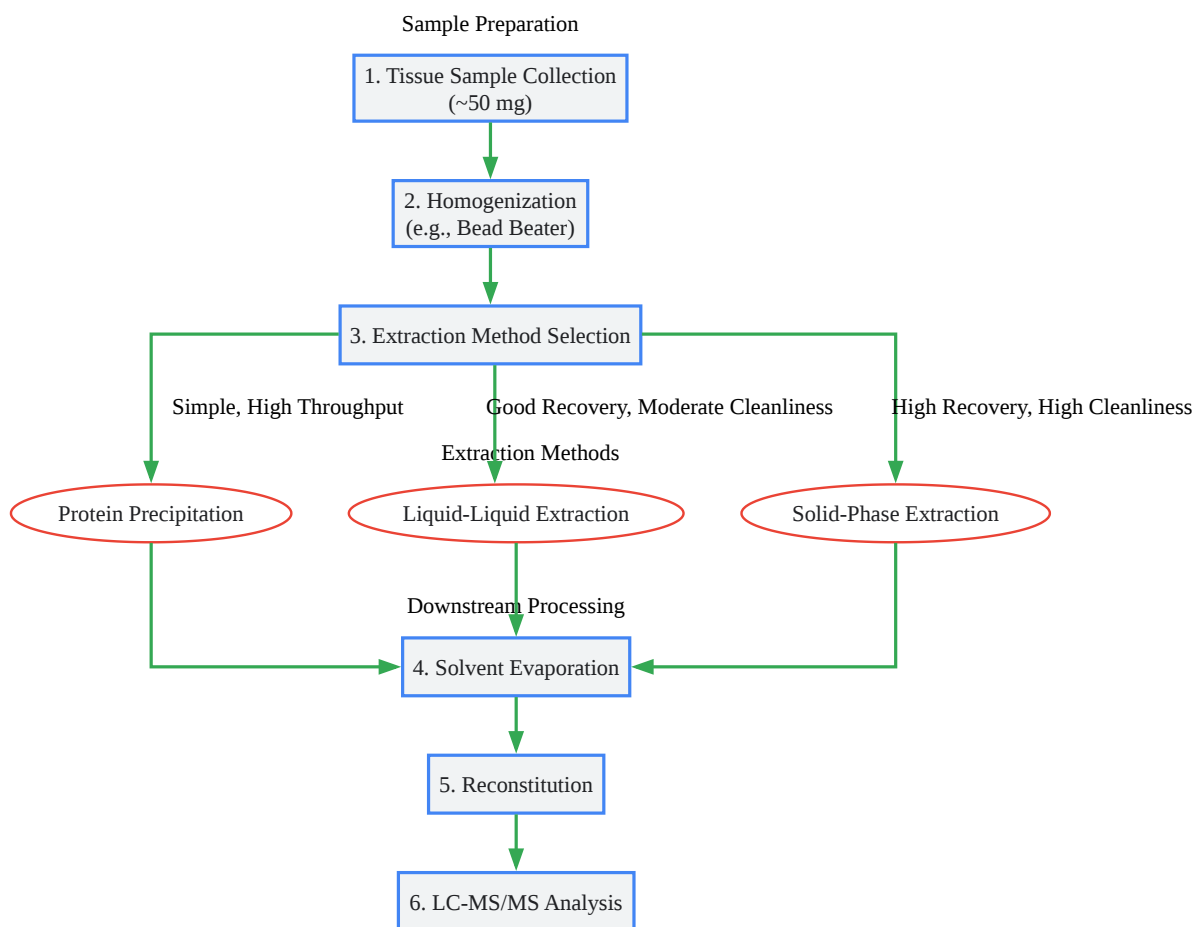 Sample Preparation
1. Tissue Sample Collection
(~50 mg)
2. Homogenization
(e.g., Bead Beater)
3. Extraction Method Selection
Simple, High Throughput
Good Recovery, Moderate Cleanliness
High Recovery, High Cleanliness
Extraction Methods
Protein Precipitation
Liquid-Liquid Extraction
Solid-Phase Extraction
Downstream Processing
4. Solvent Evaporation
5. Reconstitution
6. LC-MS/MS Analysis